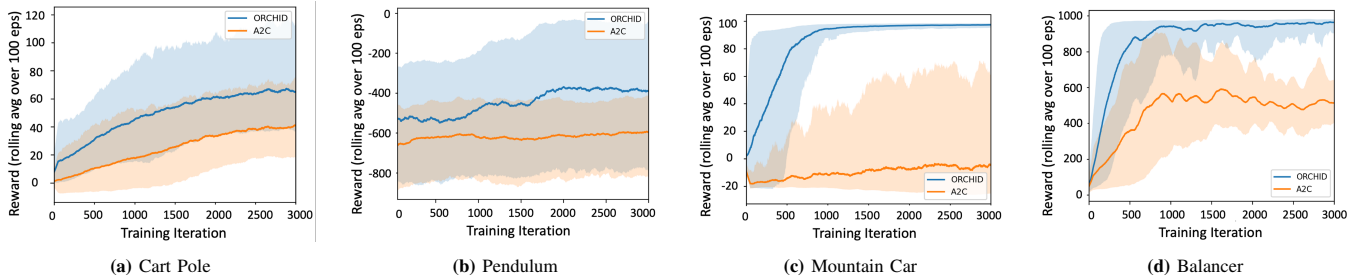 Reward (rolling avg over 100 eps)
120
100
80
60
40
20
0
ORCHID
A2C
0
500
1000
1500
2000
2500
3000
Training Iteration
(a) Cart Pole
Reward (rolling avg over 100 eps)
0
-200
-400
-600
-800
ORCHID
A2C
0
500
1000
1500
2000
2500
3000
Training Iteration
(b) Pendulum
Reward (rolling avg over 100 eps)
100
80
60
40
20
0
-20
ORCHID
A2C
0
500
1000
1500
2000
2500
3000
Training Iteration
(c) Mountain Car
Reward (rolling avg over 100 eps)
1000
800
600
400
200
0
ORCHID
A2C
0
500
1000
1500
2000
2500
3000
Training Iteration
(d) Balancer